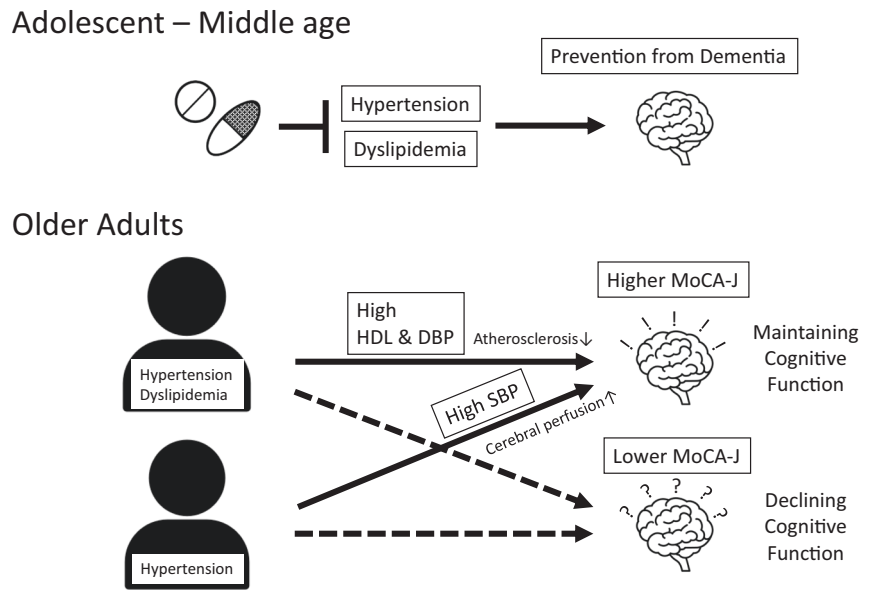 Adolescent – Middle age
Prevention from Dementia
Hypertension
Dyslipidemia
Older Adults
Higher MoCA-J
High
HDL & DBP
Atherosclerosis↓
Maintaining
Cognitive
Function
Hypertension
Dyslipidemia
High SBP
Cerebral perfusion↑
Lower MoCA-J
? ? ? ? ?
Declining
Cognitive
Function
Hypertension